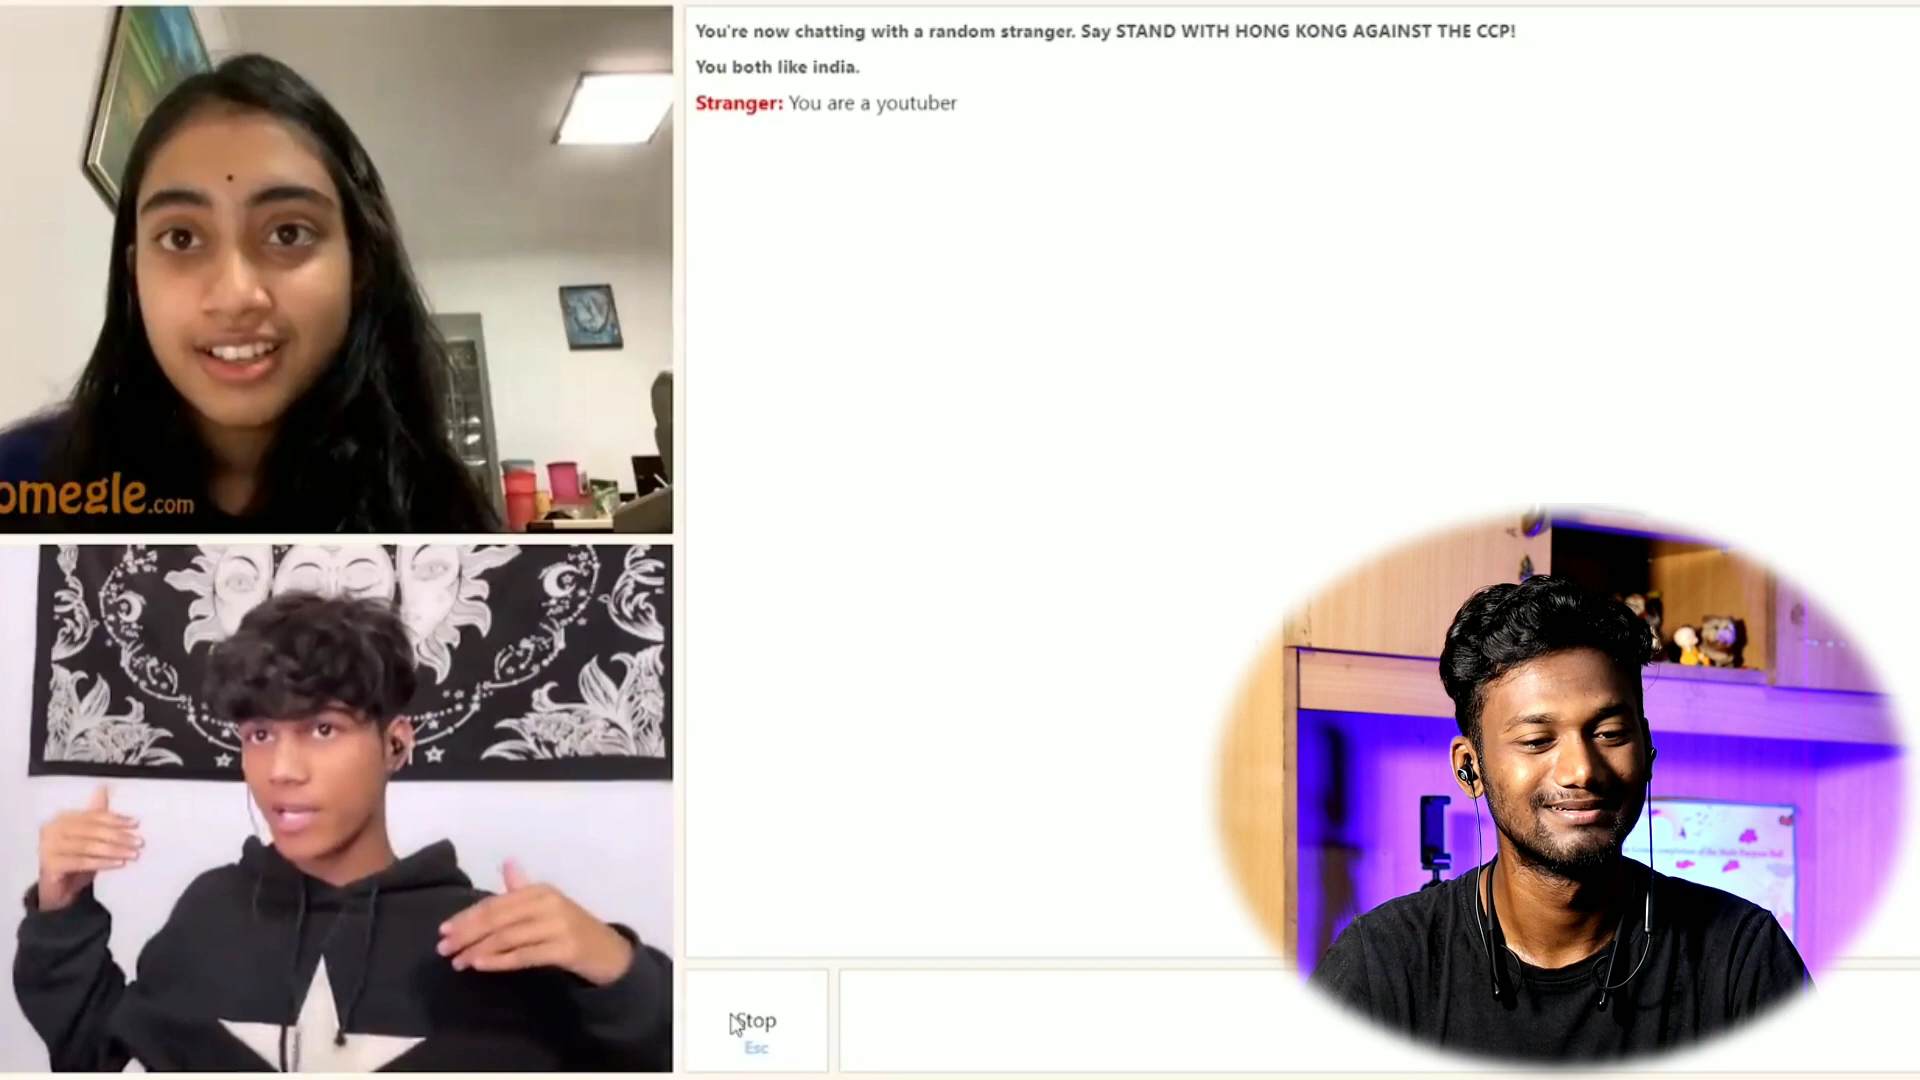 You're now chatting with a random stranger. Say STAND WITH HONG KONG AGAINST THE CCP!
You both like india.
Stranger: You are a youtuber
omegle.com
Stop
Esc